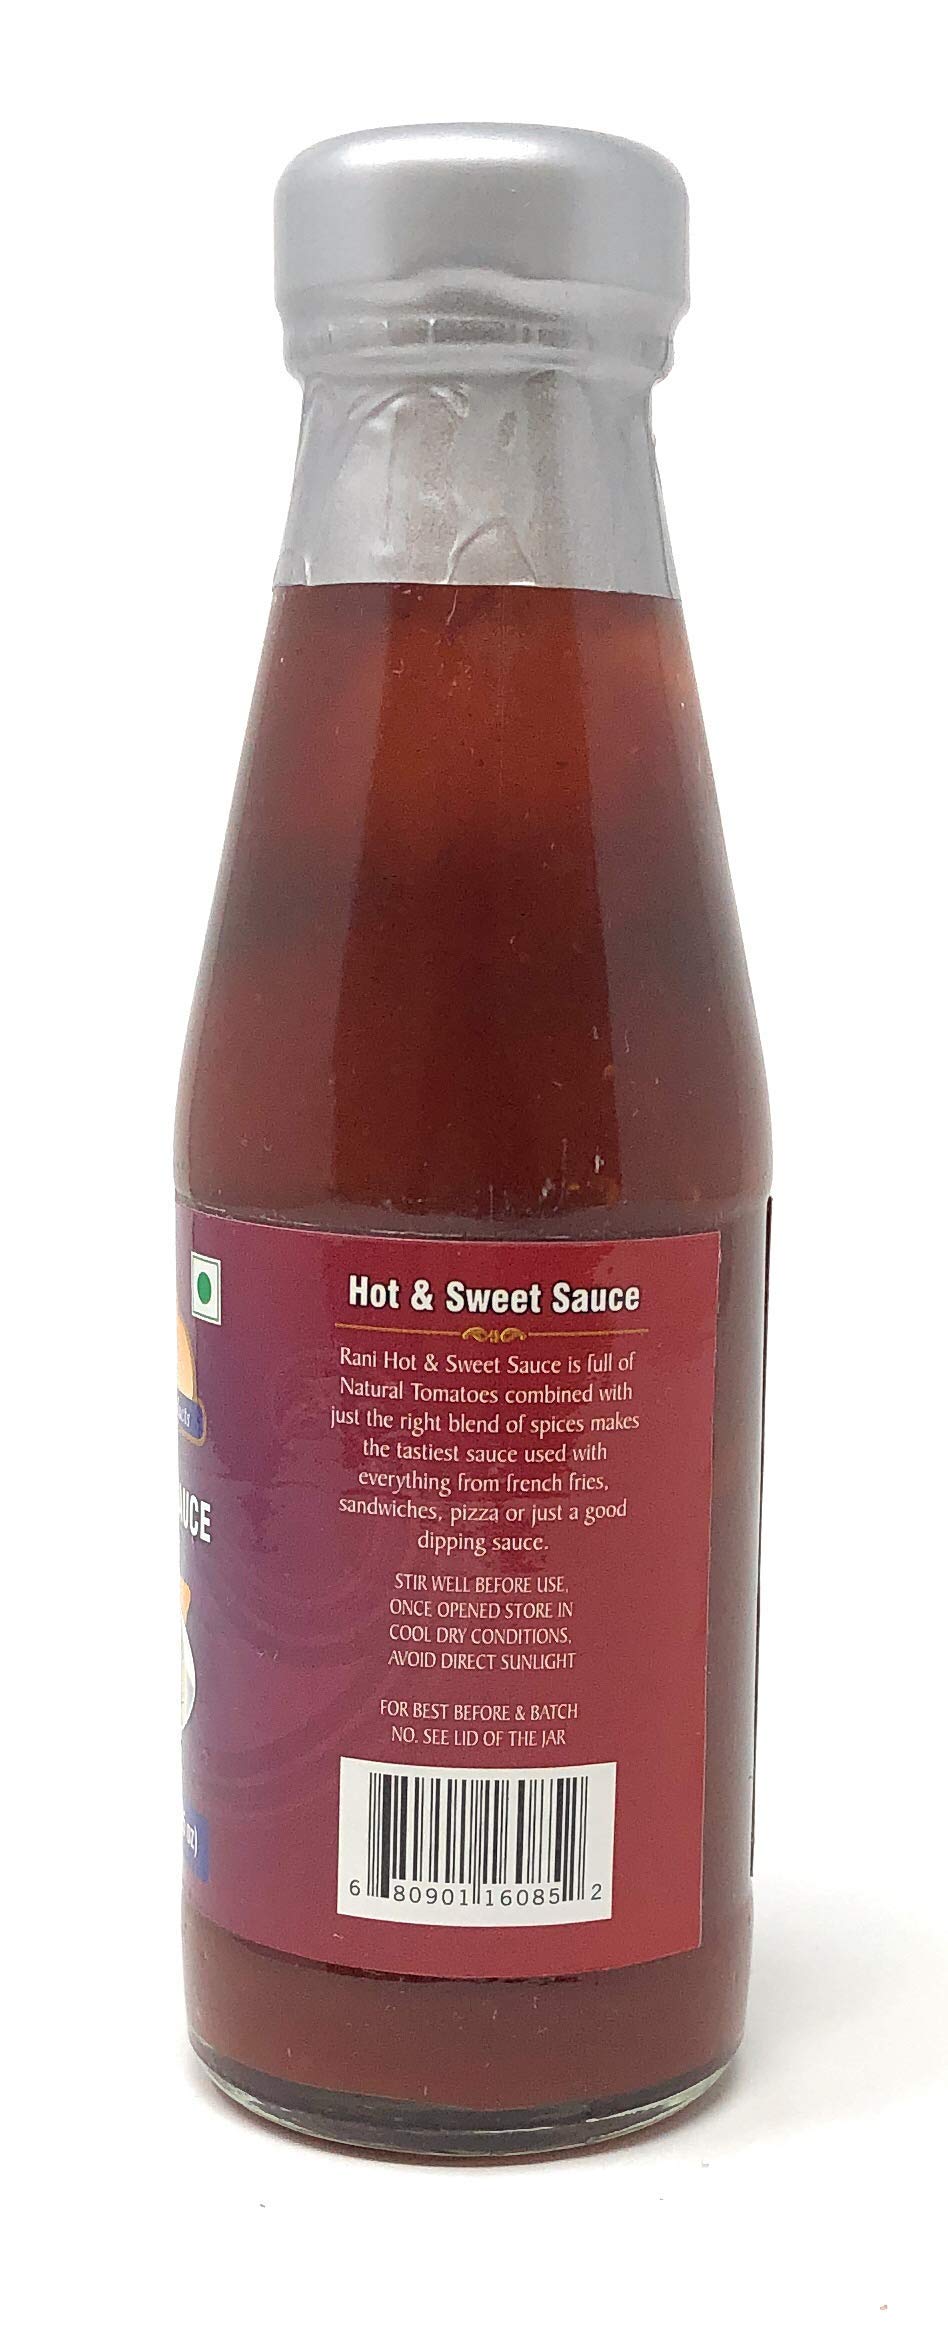 Hot & Sweet Sauce
Rani Hot & Sweet Sauce is full of
Natural Tomatoes combined with
just the right blend of spices makes
the tastiest sauce used with
everything from french fries,
sandwiches, pizza or just a good
dipping sauce.
STIR WELL BEFORE USE,
ONCE OPENED STORE IN
COOL DRY CONDITIONS,
AVOID DIRECT SUNLIGHT
FOR BEST BEFORE & BATCH
NO. SEE LID OF THE JAR
6 80901 16085 2